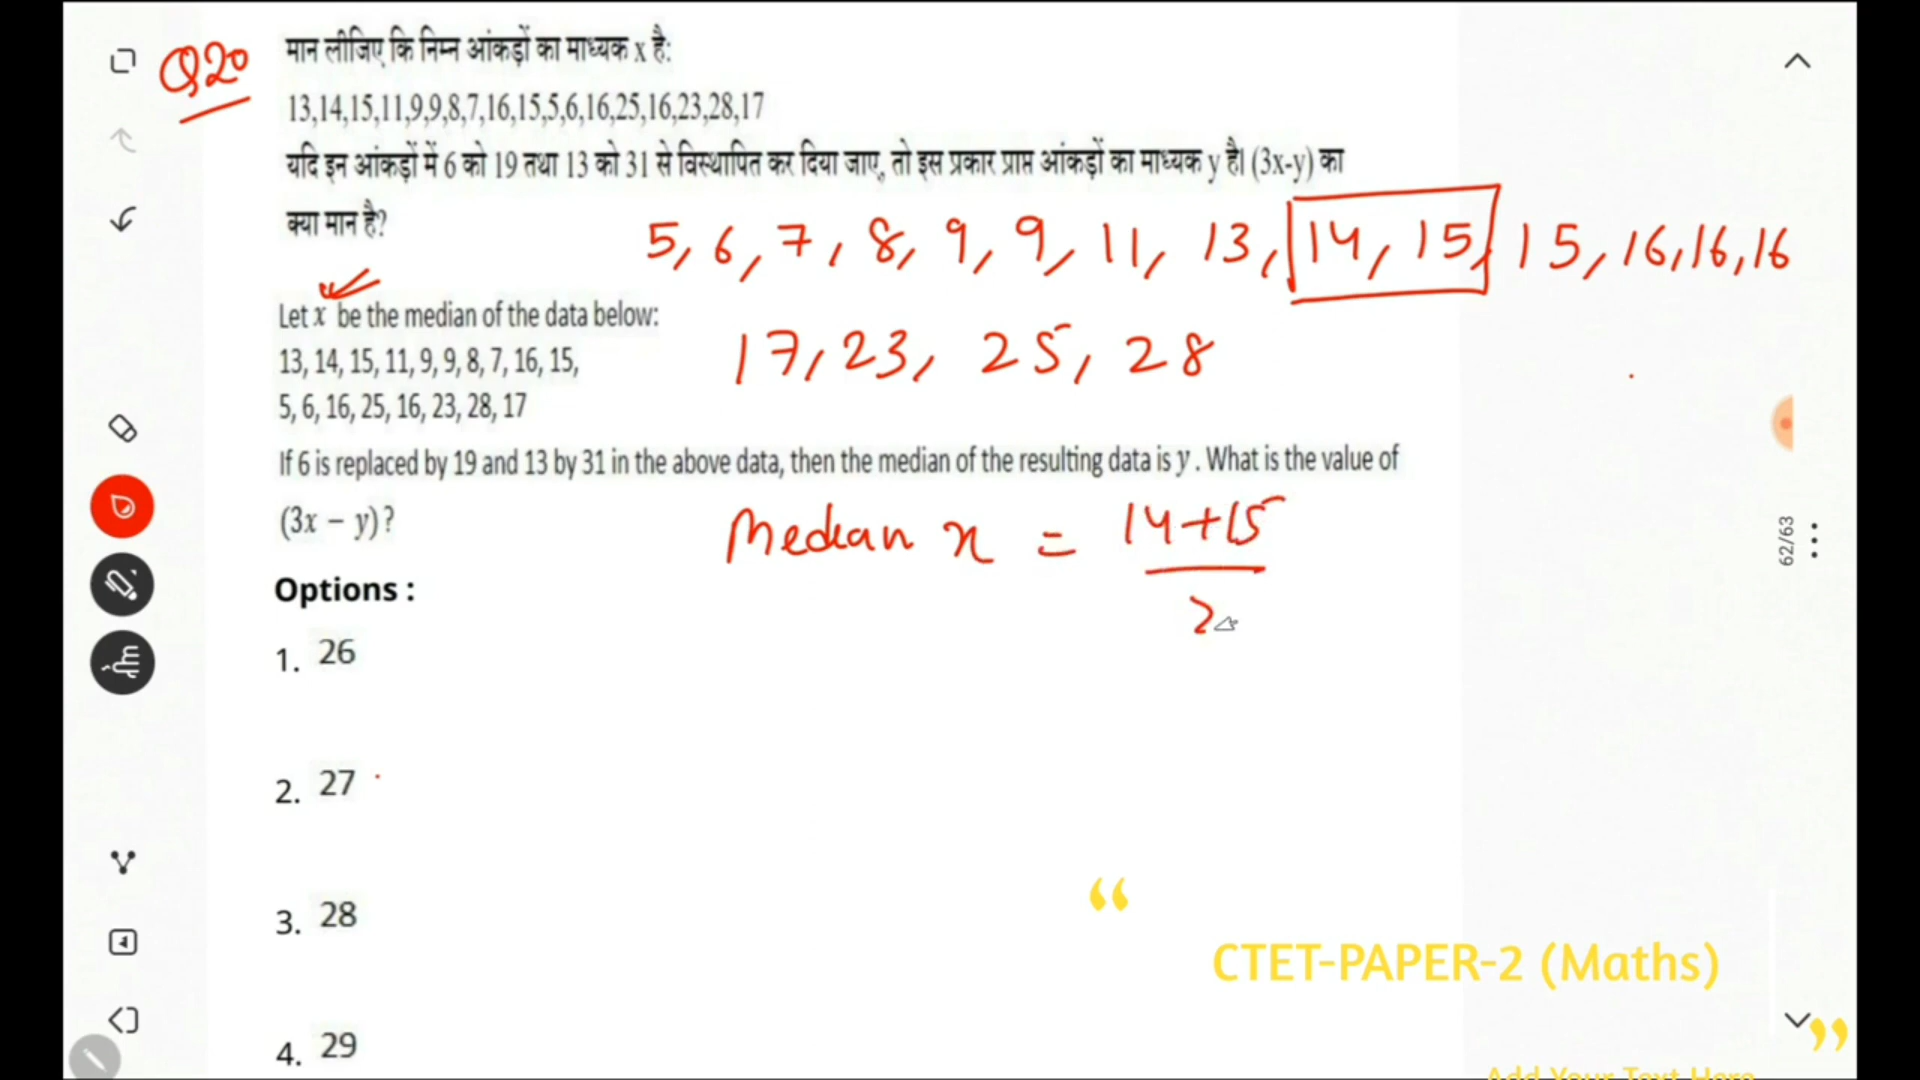 Q20
मान लीजिए कि निम्न आंकड़ों का माध्यक x है:
13,14,15,11,9,9,8,7,16,15,5,6,16,25,16,23,28,17
यदि इन आंकड़ों में 6 को 19 तथा 13 को 31 से विस्थापित कर दिया जाए, तो इस प्रकार प्राप्त आंकड़ों का माध्यक y है। (3x-y) का
क्या मान है?
5, 6, 7, 8, 9, 9, 11, 13, 14, 15, 15, 16, 16, 16
17, 23, 25, 28
Let x be the median of the data below:
13, 14, 15, 11, 9, 9, 8, 7, 16, 15,
5, 6, 16, 25, 16, 23, 28, 17
If 6 is replaced by 19 and 13 by 31 in the above data, then the median of the resulting data is y. What is the value of
(3x − y)?
Median x = 14+15
2
Options :
1. 26
2. 27
3. 28
4. 29
62/63
“
CTET-PAPER-2 (Maths)
”
Add Your Text Here